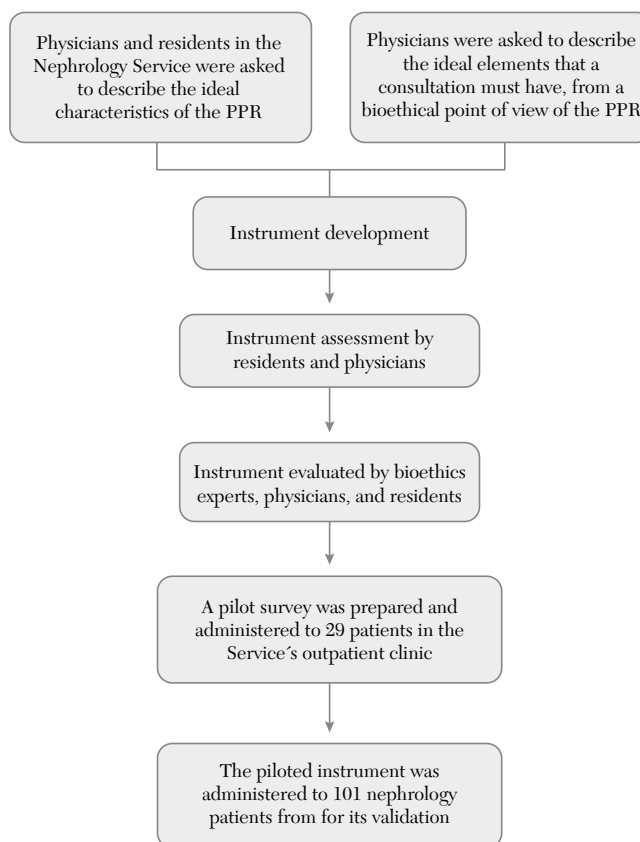 Physicians and residents in the
Nephrology Service were asked
to describe the ideal
characteristics of the PPR
Physicians were asked to describe
the ideal elements that a
consultation must have, from a
bioethical point of view of the PPR
Instrument development
Instrument assessment by
residents and physicians
Instrument evaluated by bioethics
experts, physicians, and residents
A pilot survey was prepared and
administered to 29 patients in the
Service´s outpatient clinic
The piloted instrument was
administered to 101 nephrology
patients from for its validation